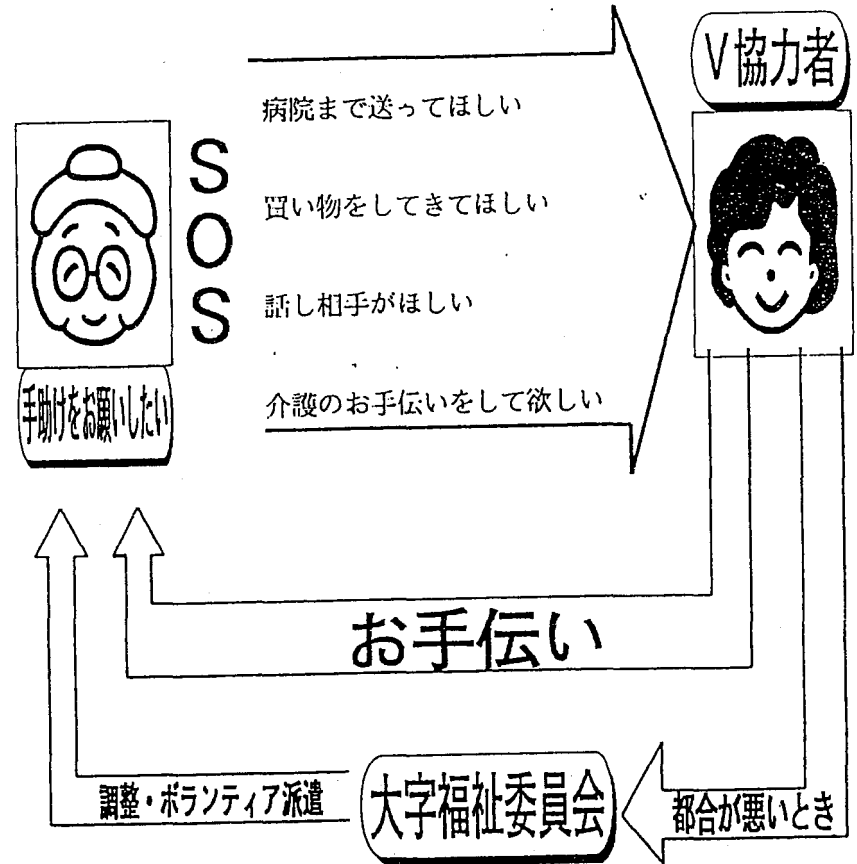 V協力者
SOS
病院まで送ってほしい
買い物をしてきてほしい
話し相手がほしい
介護のお手伝いをして欲しい
手助けをお願いしたい
お手伝い
調整・ボランティア派遣
大字福祉委員会
都合が悪いとき